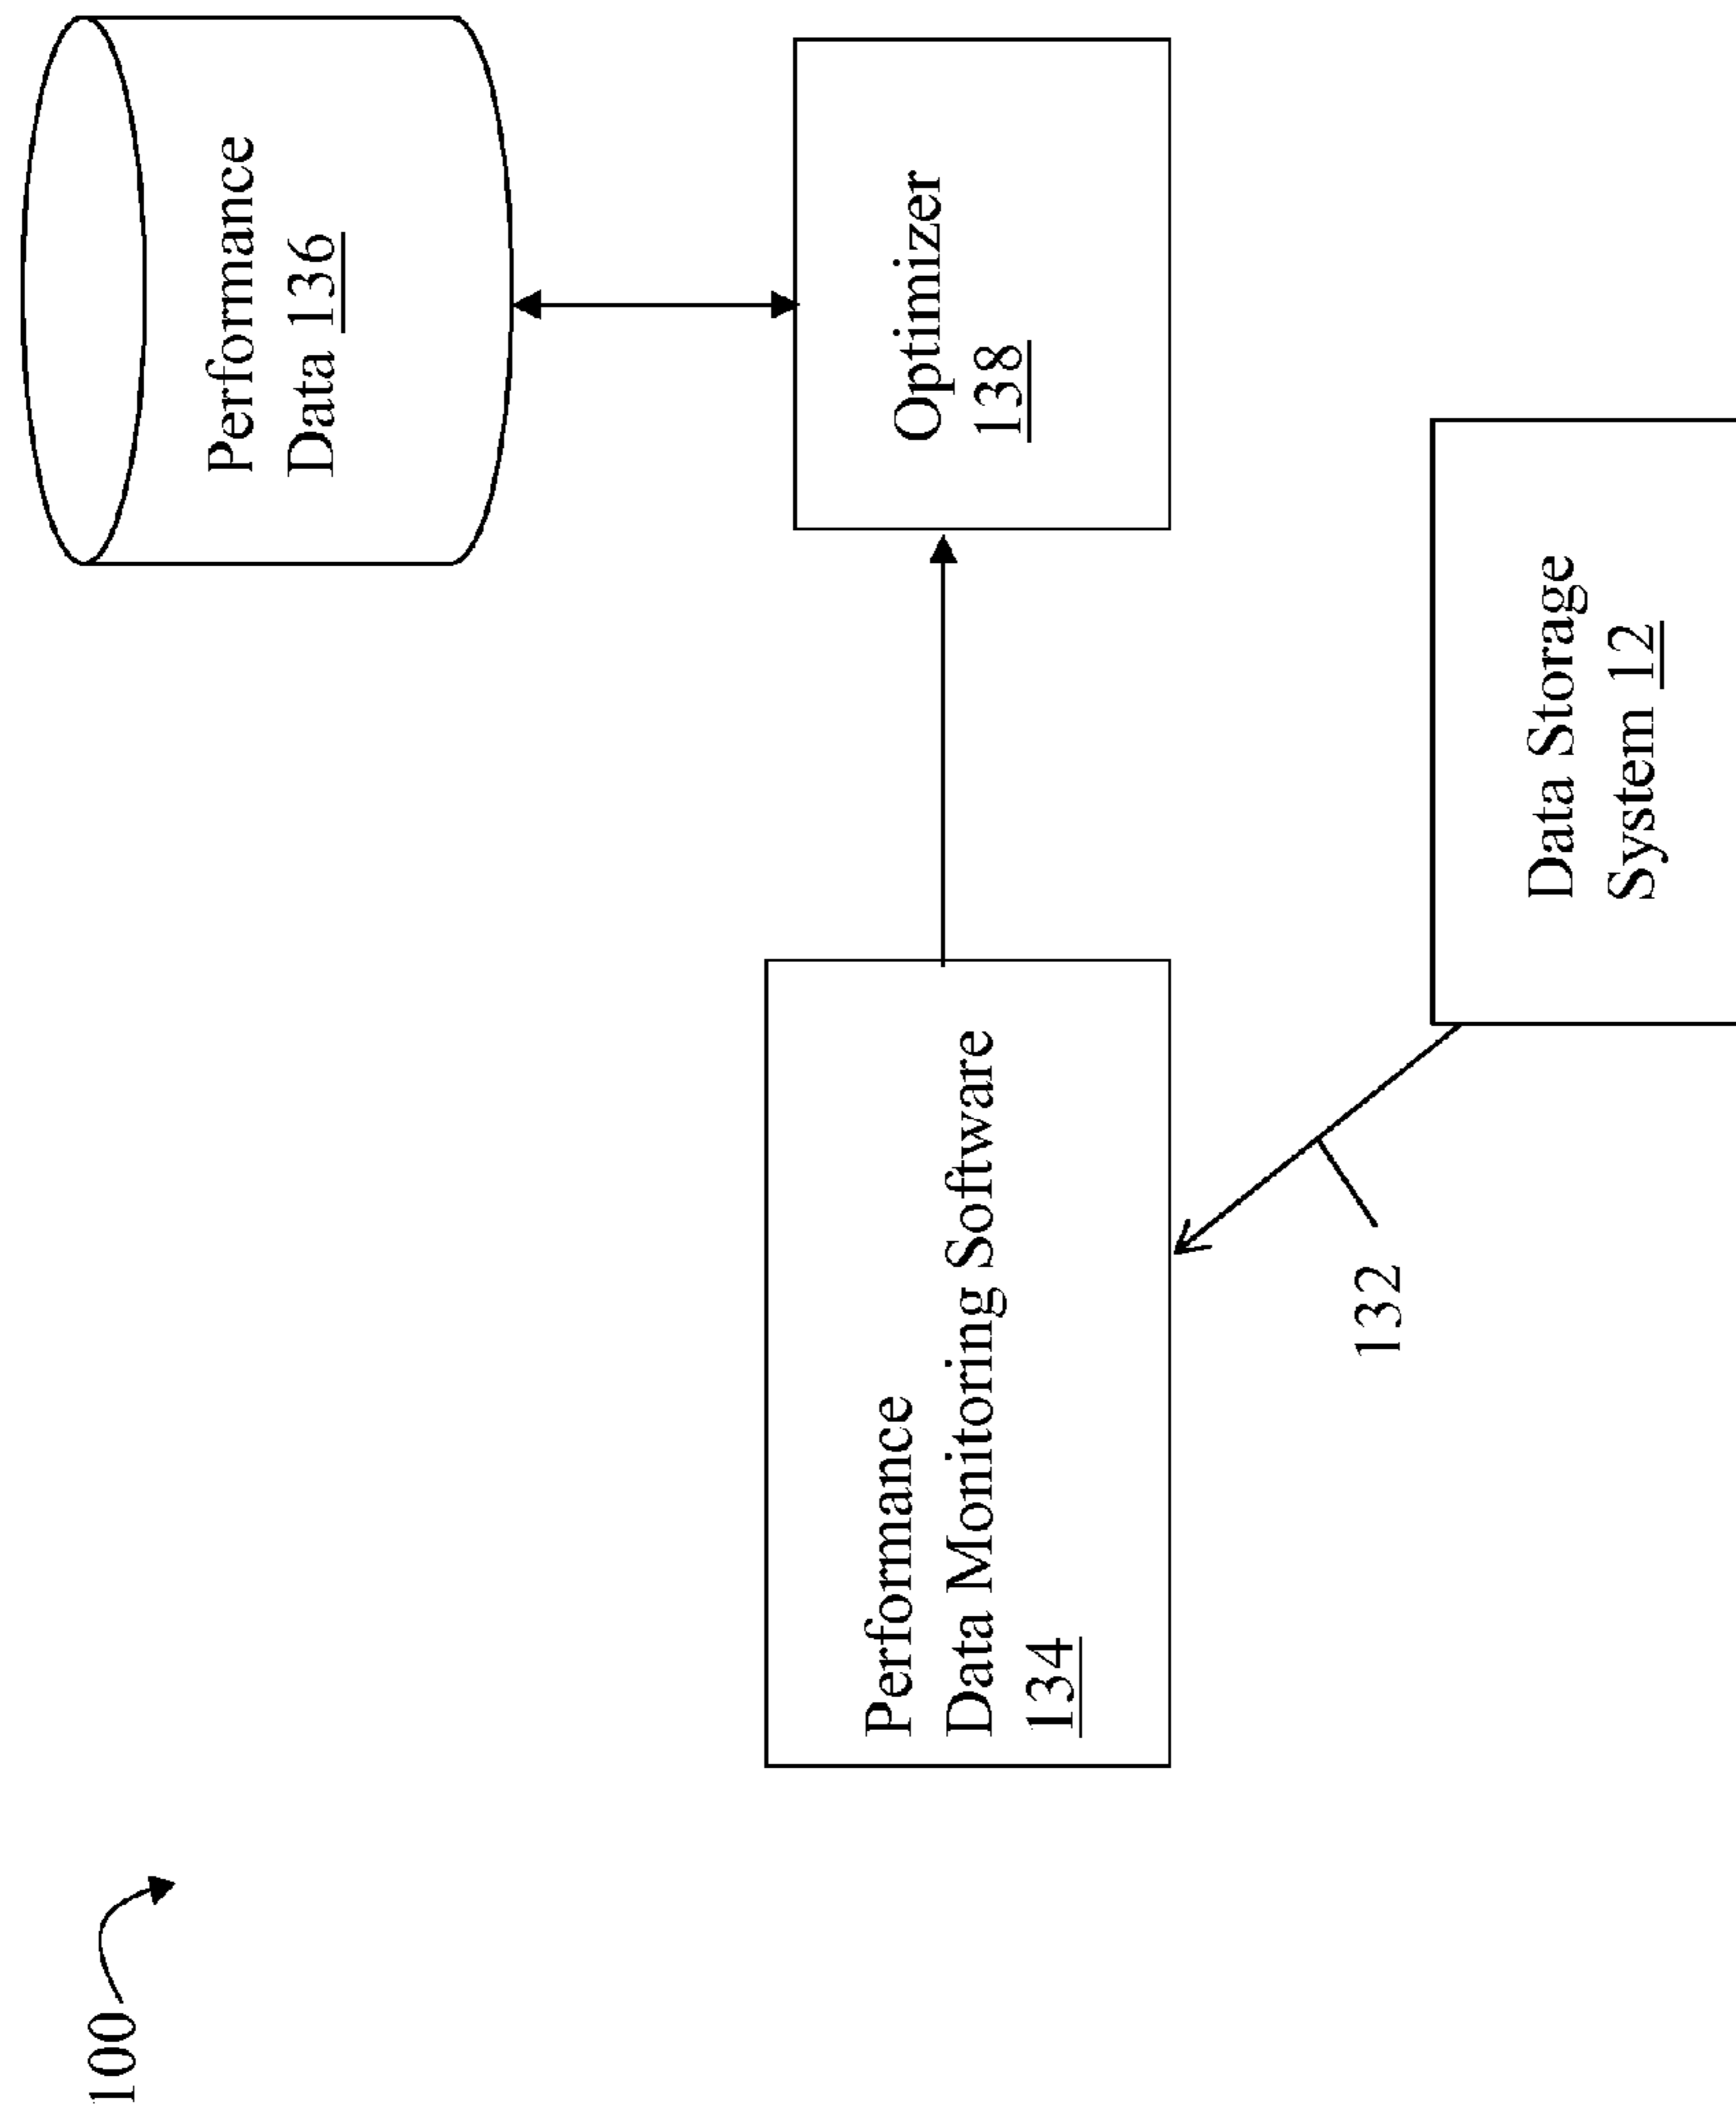 100
Performance
Data 136
Performance
Data Monitoring Software
134
Optimizer
138
132
Data Storage
System 12